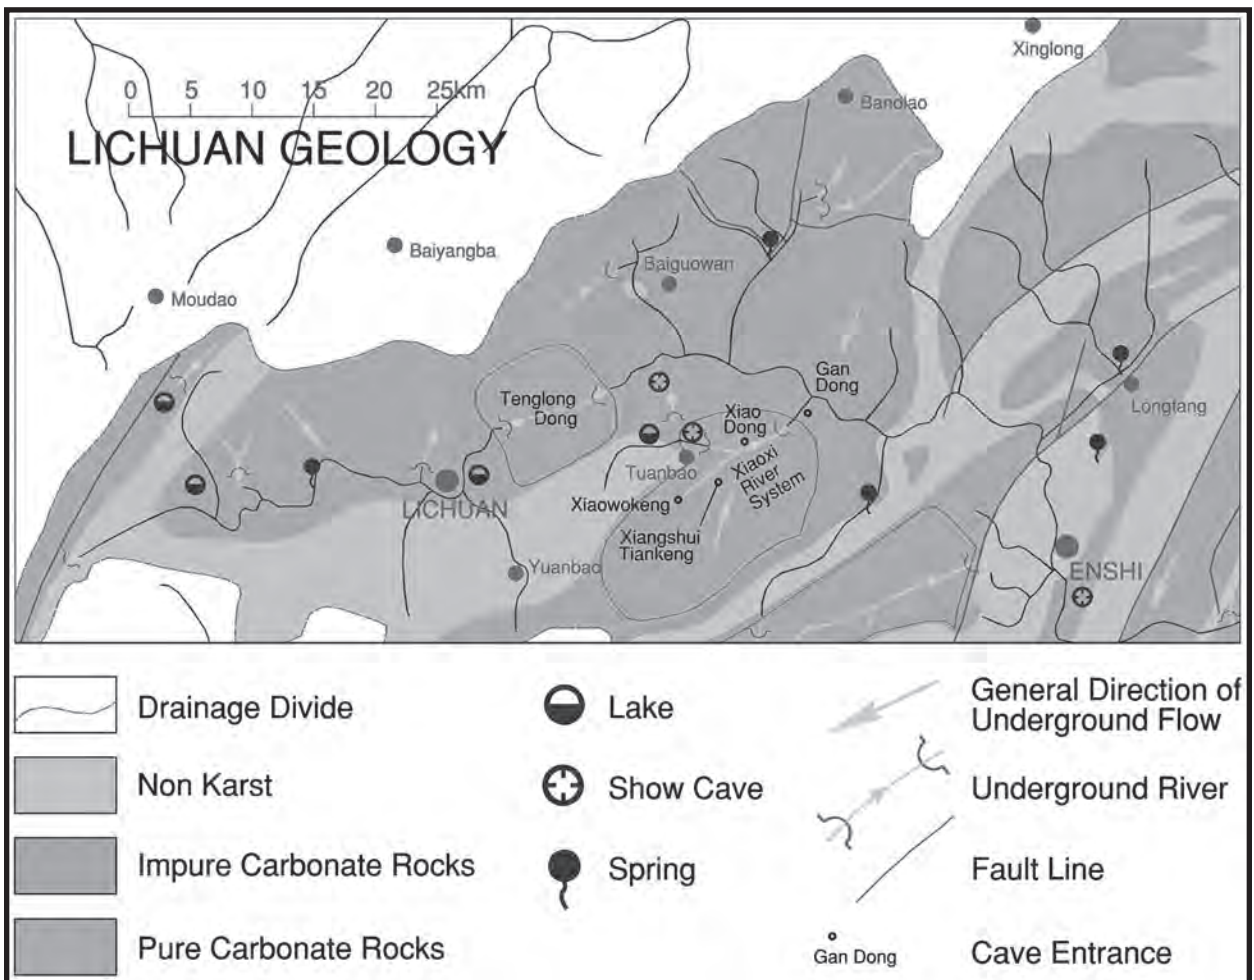 Xinglong
0 5 10 15 20 25km
LICHUAN GEOLOGY
Bandiao
Baiyangba
Baiguowan
Moudao
Gan
Dong
Tenglong
Dong
Xiao
Dong
Longtang
Tuanbao
Xiaoxi
River
System
LICHUAN
Xiaowokeng
Xiangshui
Tiankeng
Yuanbao
ENSHI
Drainage Divide
Non Karst
Impure Carbonate Rocks
Pure Carbonate Rocks
Lake
Show Cave
Spring
General Direction of
Underground Flow
Underground River
Fault Line
Gan Dong
Cave Entrance